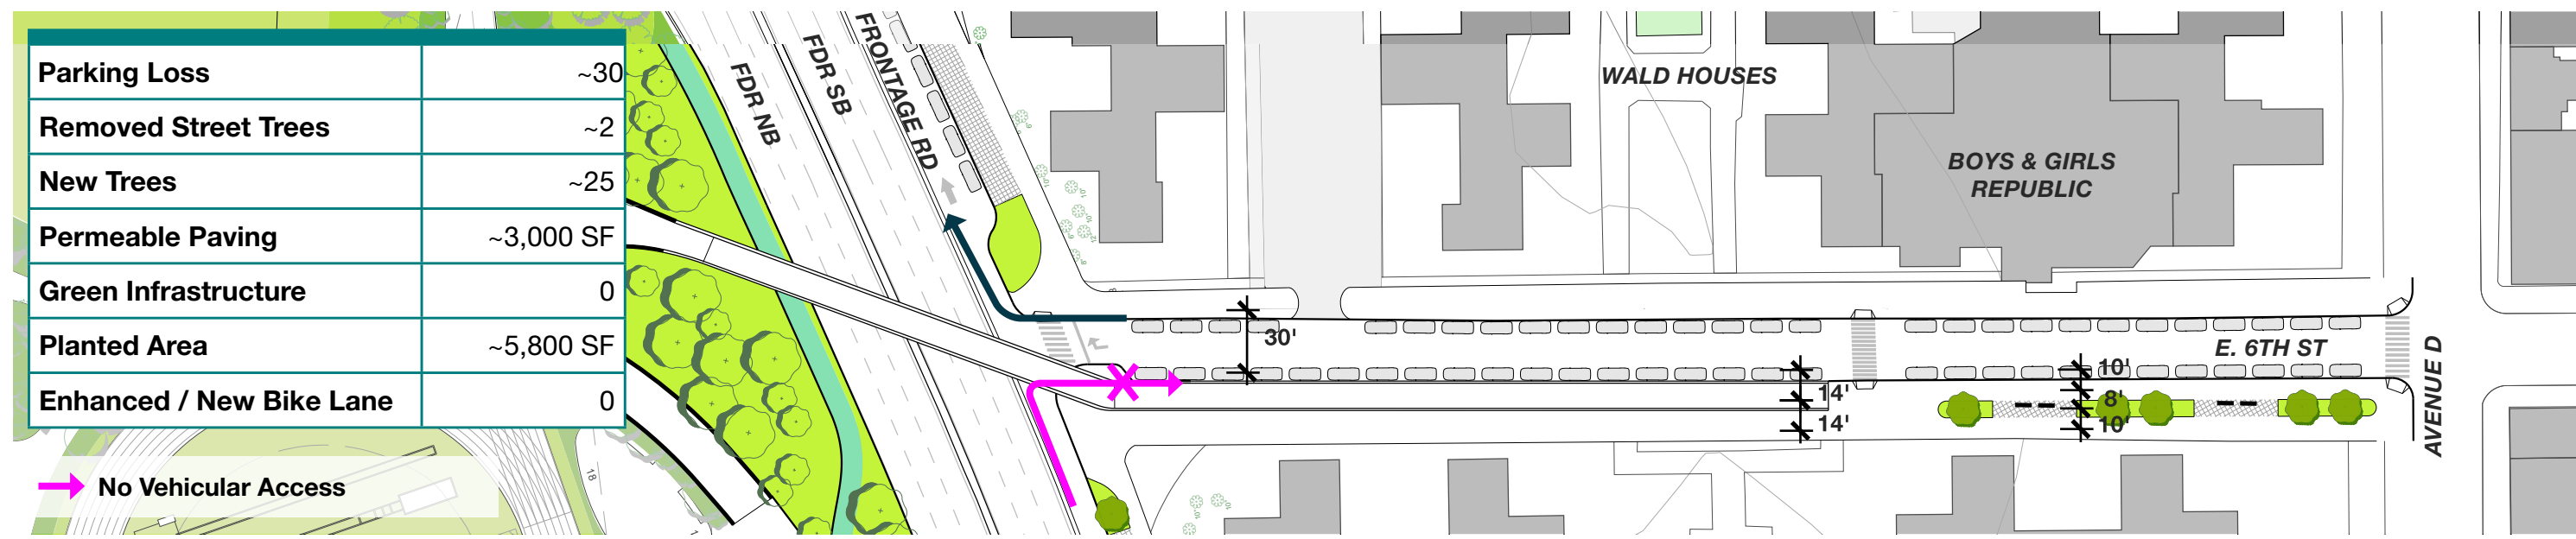 Parking Loss ~30
Removed Street Trees ~2
New Trees ~25
Permeable Paving ~3,000 SF
Green Infrastructure 0
Planted Area ~5,800 SF
Enhanced / New Bike Lane 0
No Vehicular Access
18
FDR NB
FDR SB
FRONTAGE RD
WALD HOUSES
BOYS & GIRLS
REPUBLIC
30'
14'
14'
10'
8'
10'
E. 6TH ST
AVENUE D